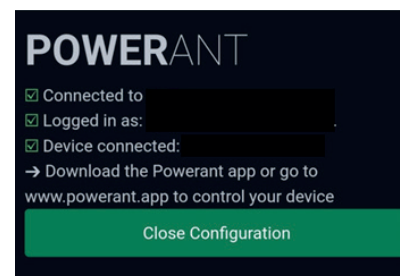 POWERANT
☑ Connected to
☑ Logged in as: .
☑ Device connected:
→ Download the Powerant app or go to
www.powerant.app to control your device
Close Configuration